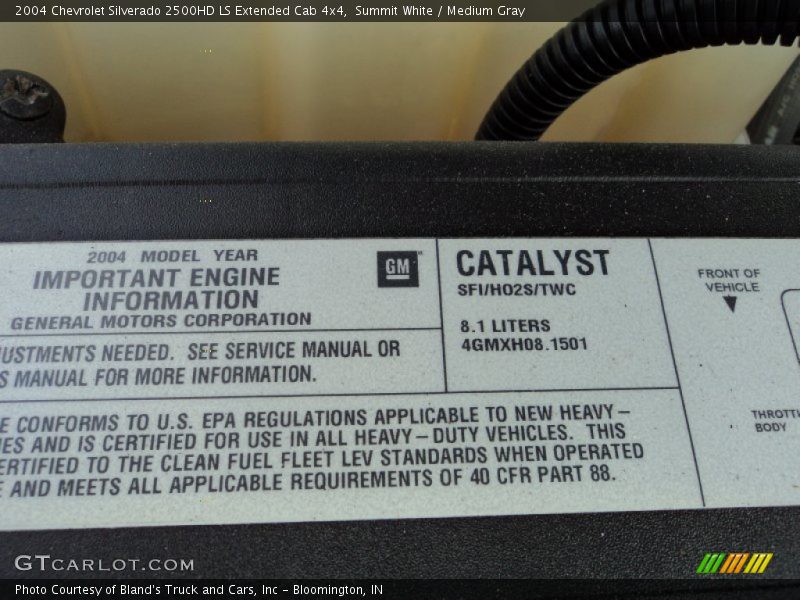 2004 Chevrolet Silverado 2500HD LS Extended Cab 4x4,  Summit White / Medium Gray
2004 MODEL YEAR
IMPORTANT ENGINE
INFORMATION
GENERAL MOTORS CORPORATION
GM
USTMENTS NEEDED. SEE SERVICE MANUAL OR
S MANUAL FOR MORE INFORMATION.
CATALYST
SFI/HO2S/TWC
8.1 LITERS
4GMXH08.1501
FRONT OF
VEHICLE
THROTTL
BODY
E CONFORMS TO U.S. EPA REGULATIONS APPLICABLE TO NEW HEAVY–
ES AND IS CERTIFIED FOR USE IN ALL HEAVY–DUTY VEHICLES. THIS
ERTIFIED TO THE CLEAN FUEL FLEET LEV STANDARDS WHEN OPERATED
E AND MEETS ALL APPLICABLE REQUIREMENTS OF 40 CFR PART 88.
GTCARLOT.COM
Photo Courtesy of Bland's Truck and Cars, Inc – Bloomington, IN